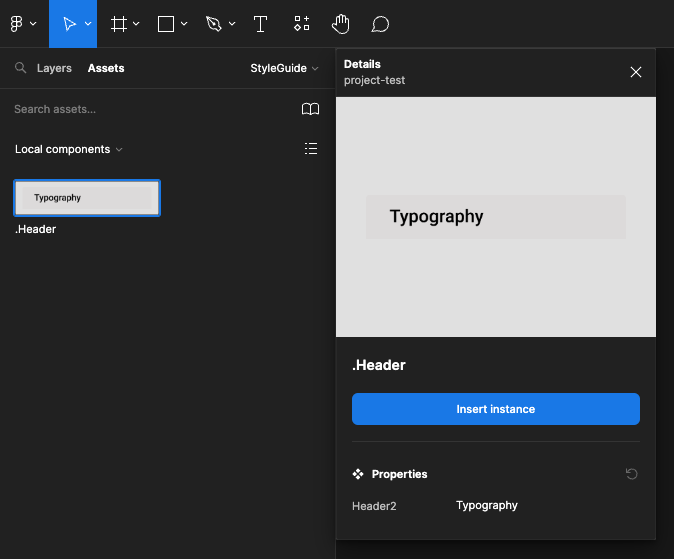 Layers
Assets
StyleGuide
Search assets...
Local components
Typography
.Header
Details
project-test
Typography
.Header
Insert instance
Properties
Header2
Typography